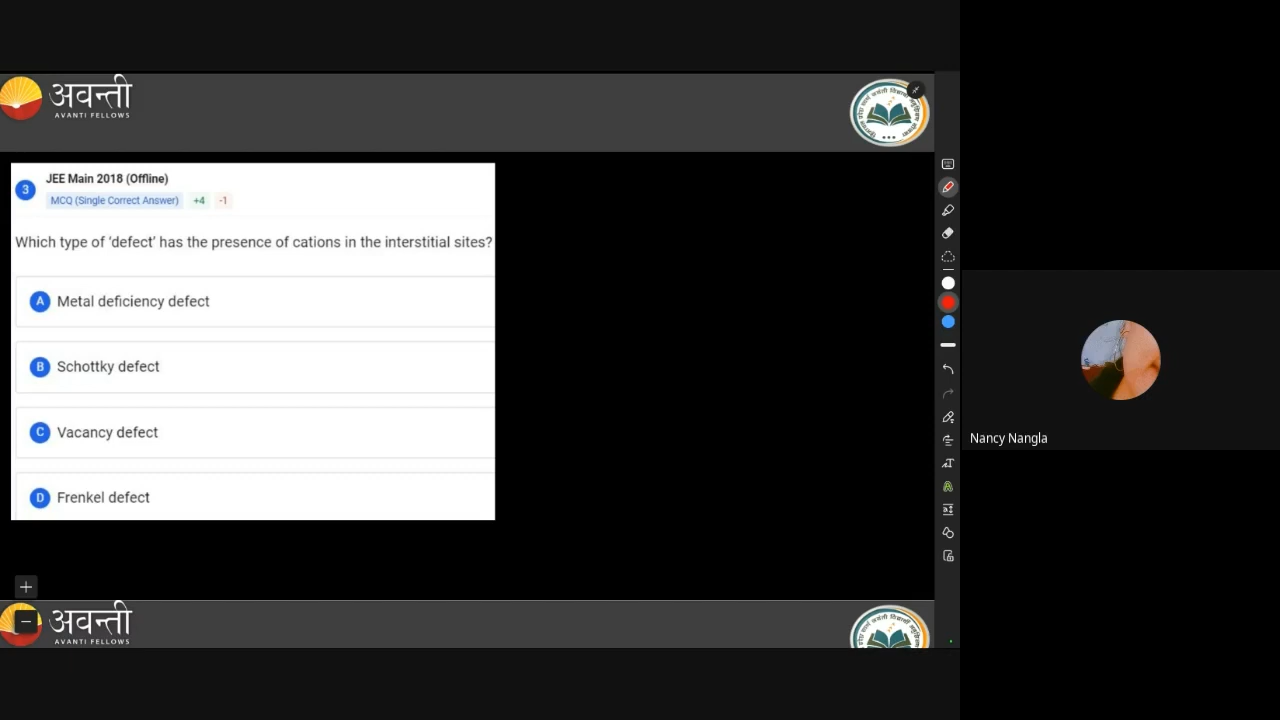 अवन्ती
AVANTI FELLOWS
3
JEE Main 2018 (Offline)
MCQ (Single Correct Answer) +4 -1
Which type of 'defect' has the presence of cations in the interstitial sites?
A Metal deficiency defect
B Schottky defect
C Vacancy defect
D Frenkel defect
Nancy Nangla
अवन्ती
AVANTI FELLOWS